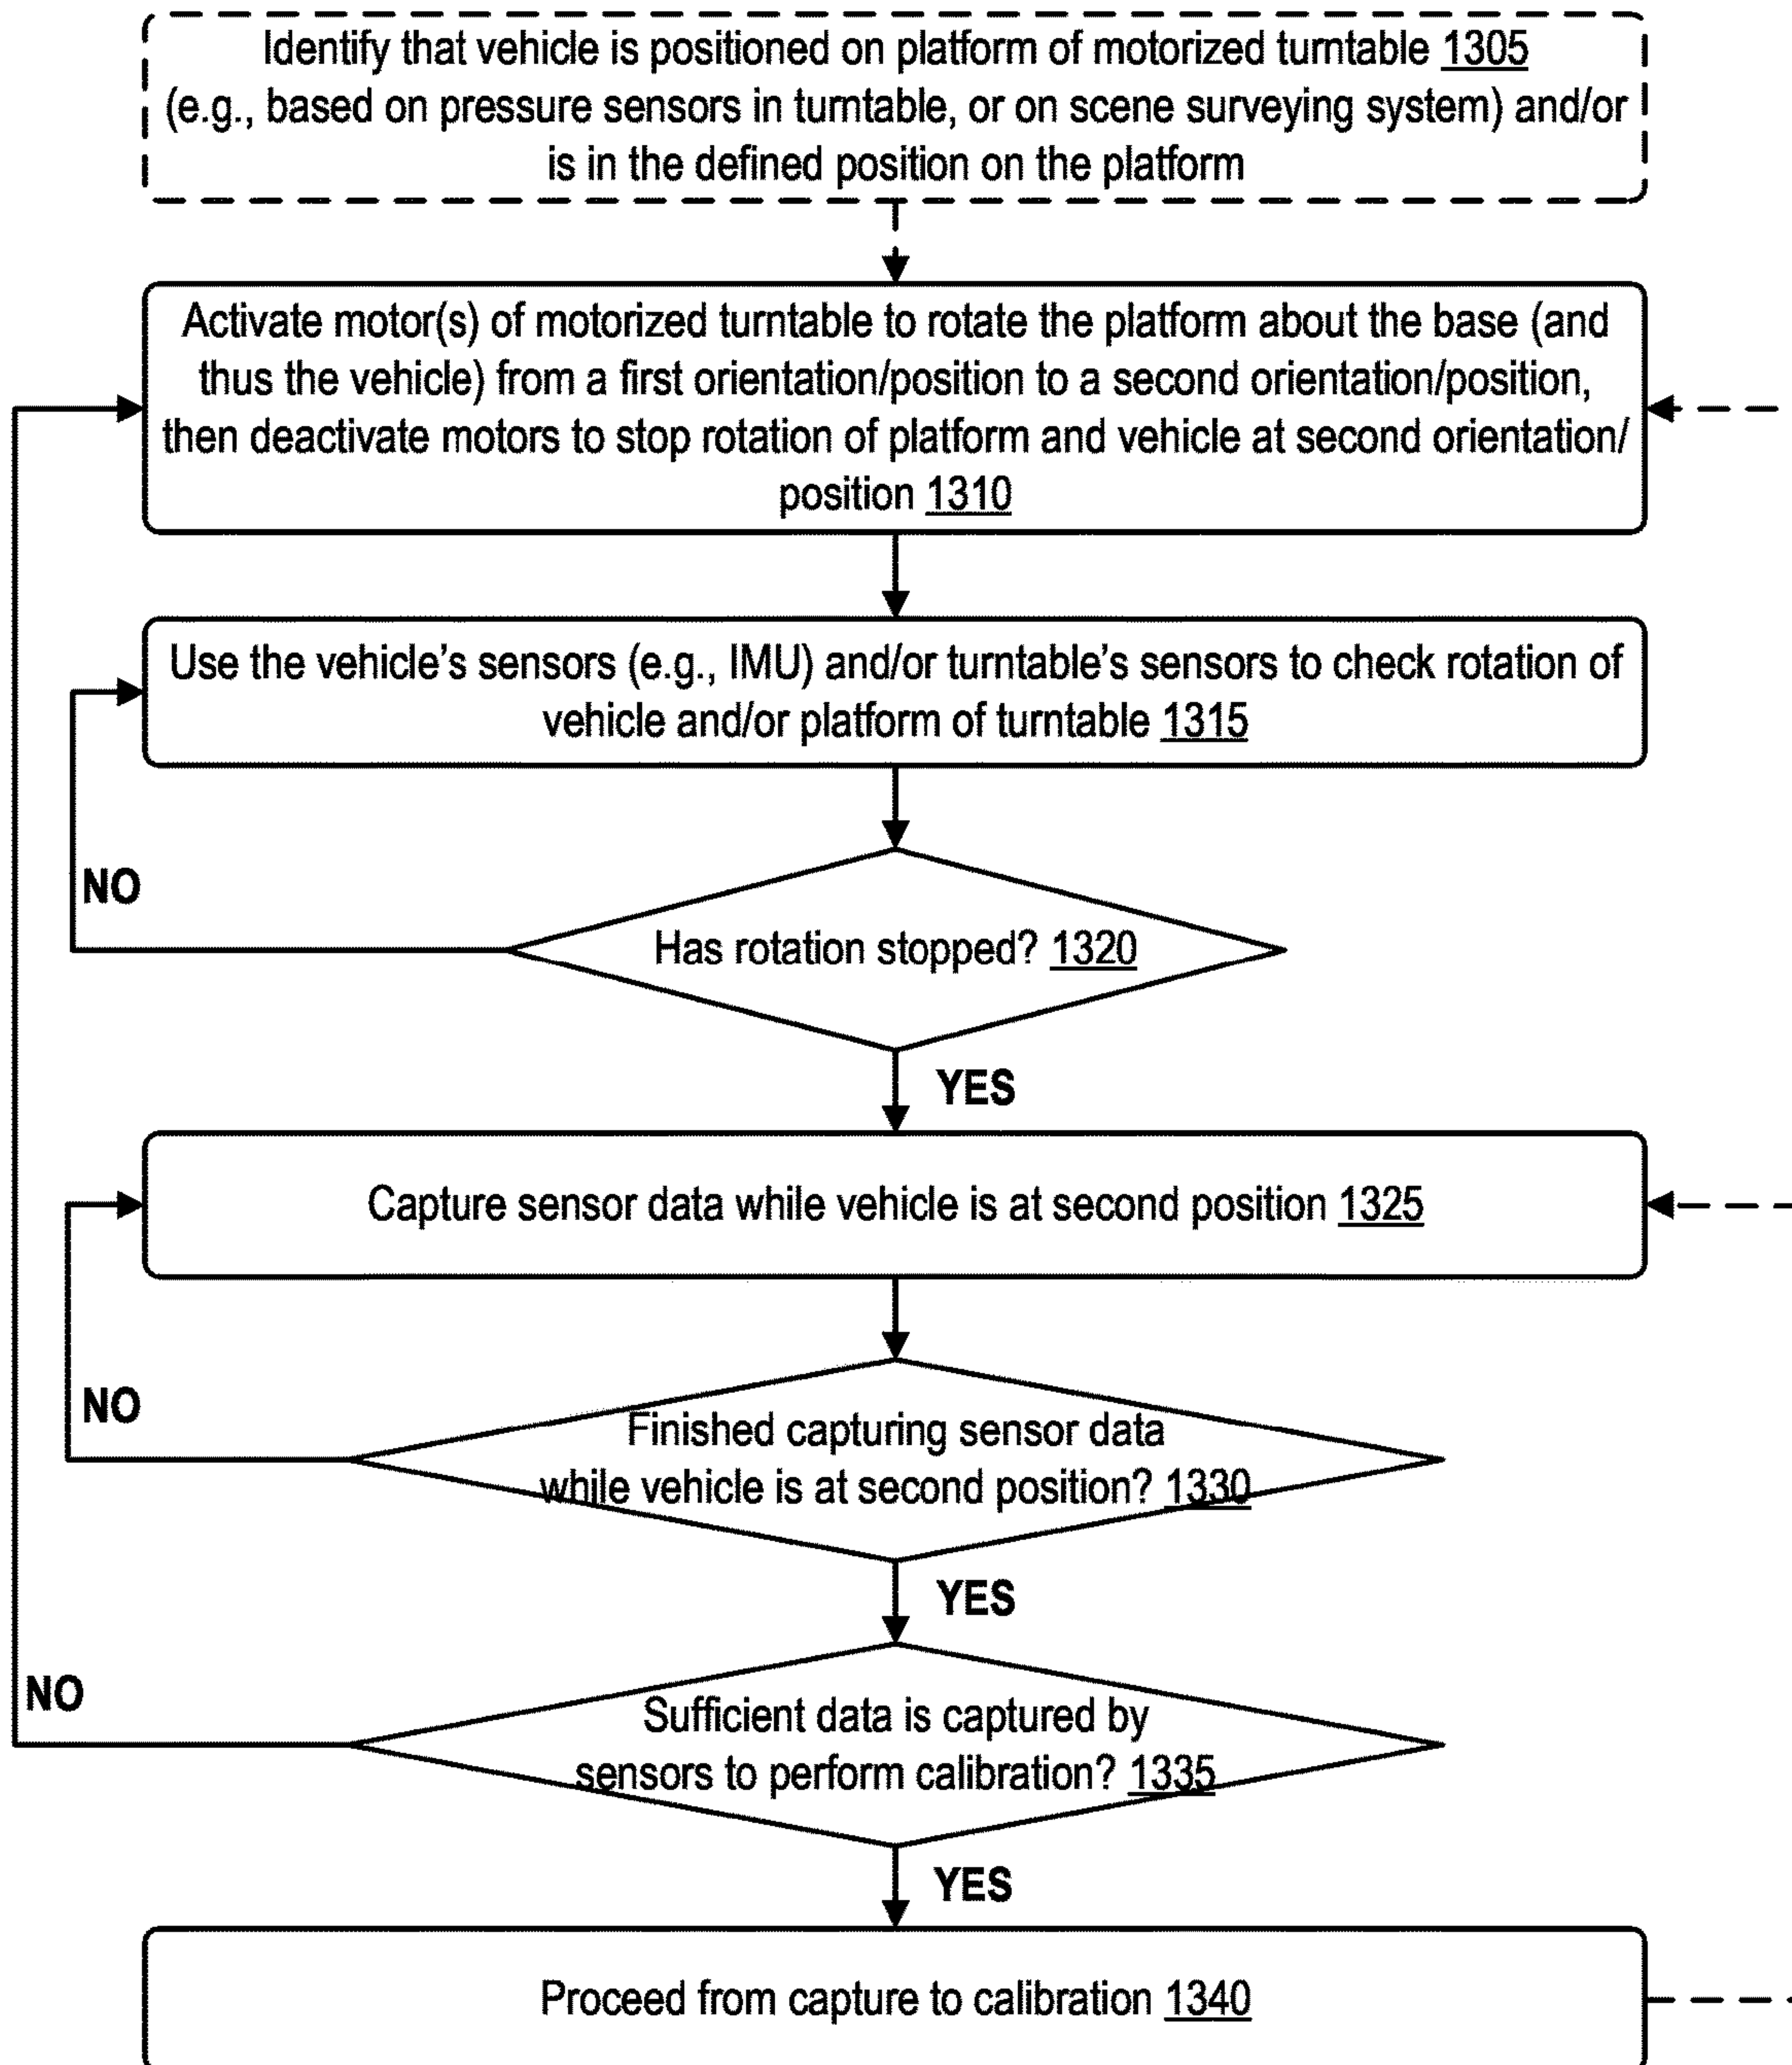 Identify that vehicle is positioned on platform of motorized turntable 1305
(e.g., based on pressure sensors in turntable, or on scene surveying system) and/or
is in the defined position on the platform
Activate motor(s) of motorized turntable to rotate the platform about the base (and
thus the vehicle) from a first orientation/position to a second orientation/position,
then deactivate motors to stop rotation of platform and vehicle at second orientation/
position 1310
Use the vehicle's sensors (e.g., IMU) and/or turntable's sensors to check rotation of
vehicle and/or platform of turntable 1315
NO
Has rotation stopped? 1320
YES
Capture sensor data while vehicle is at second position 1325
NO
Finished capturing sensor data
while vehicle is at second position? 1330
YES
NO
Sufficient data is captured by
sensors to perform calibration? 1335
YES
Proceed from capture to calibration 1340